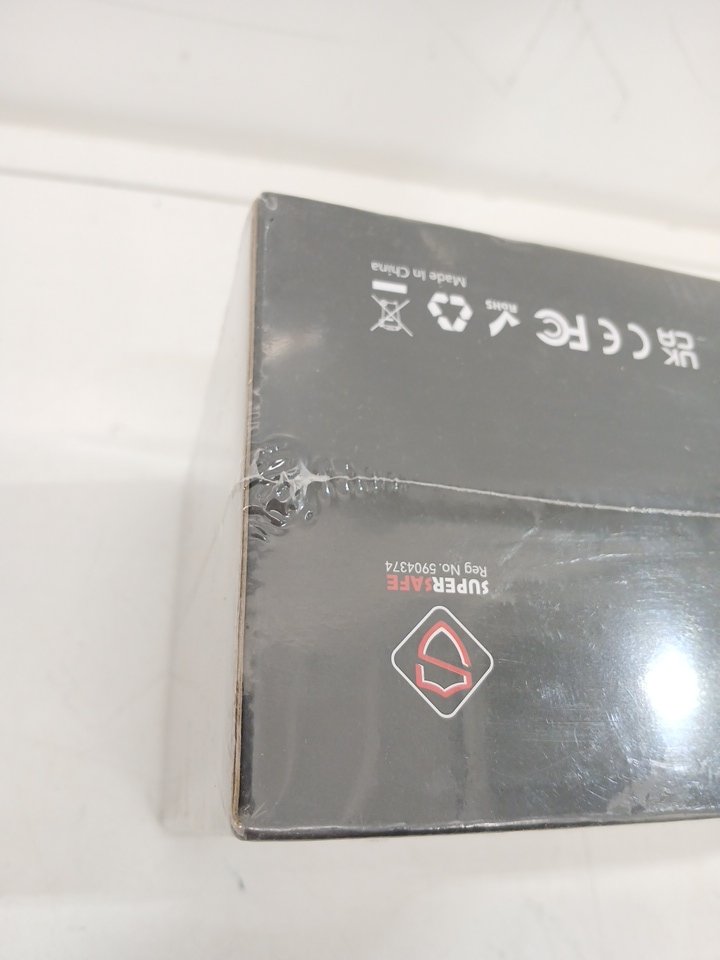 SUPERSAFE
Reg No. 5904374
UK
CA
CE
FC
RoHS
Made In China